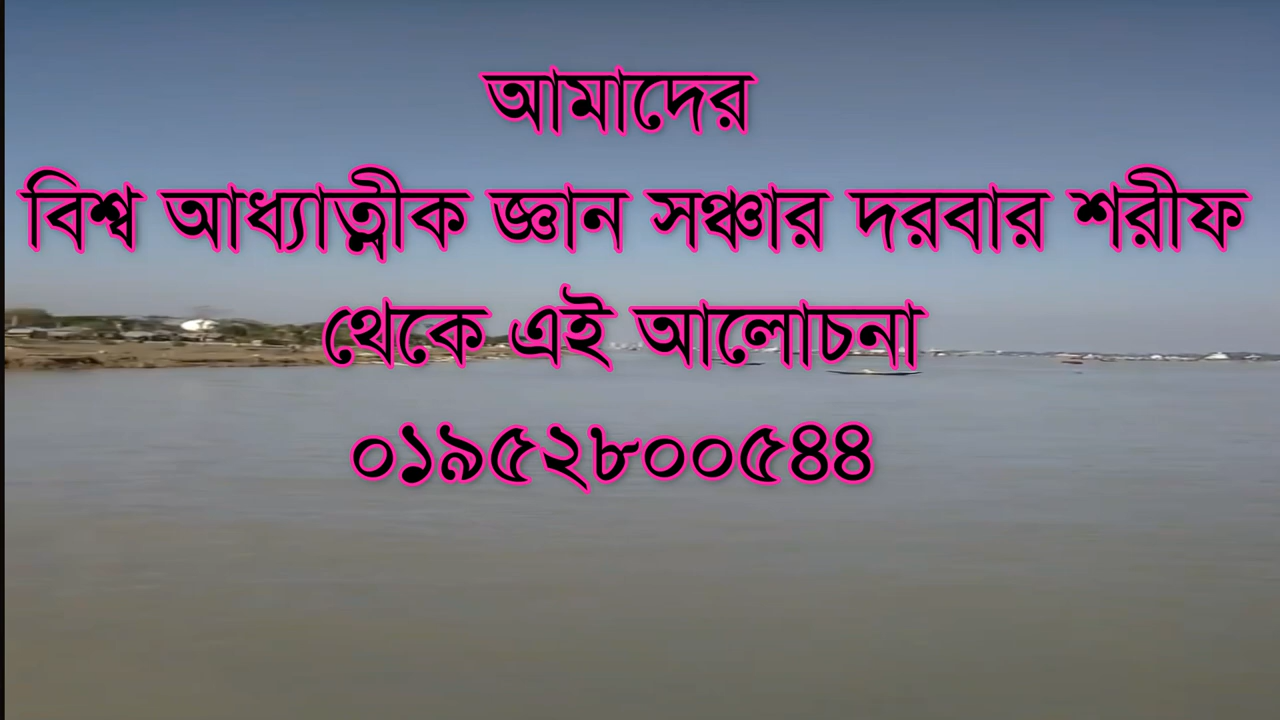 আমাদের
বিশ্ব আধ্যাত্নীক জ্ঞান সঞ্চার দরবার শরীফ
থেকে এই আলোচনা
০১৯৫২৮০০৫৪৪